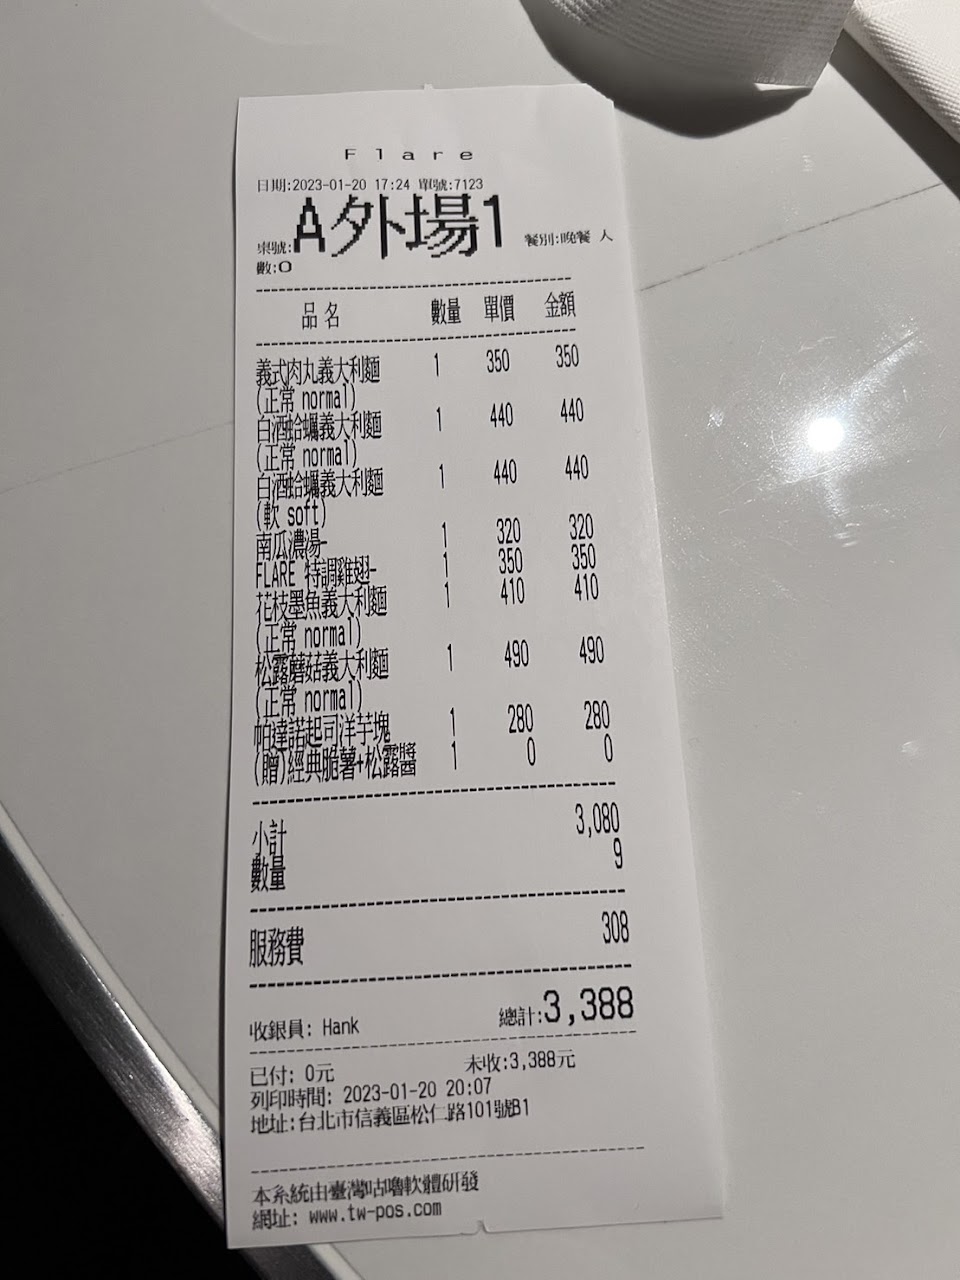 Flare
日期:2023-01-20 17:24 單號:7123
桌號:A外場1 餐別:晚餐 人
數:0
品名 數量 單價 金額
義式肉丸義大利麵 1 350 350
(正常 normal)
白酒蛤蠣義大利麵 1 440 440
(正常 normal)
白酒蛤蠣義大利麵 1 440 440
(軟 soft)
南瓜濃湯- 1 320 320
FLARE 特調雞翅- 1 350 350
花枝墨魚義大利麵 1 410 410
(正常 normal)
松露蘑菇義大利麵 1 490 490
(正常 normal)
帕達諾起司洋芋塊 1 280 280
(贈)經典脆薯+松露醬 1 0 0
小計 3,080
數量 9
服務費 308
收銀員: Hank 總計:3,388
已付: 0元 未收:3,388元
列印時間: 2023-01-20 20:07
地址:台北市信義區松仁路101號B1
本系統由臺灣咕嚕軟體研發
網址: www.tw-pos.com